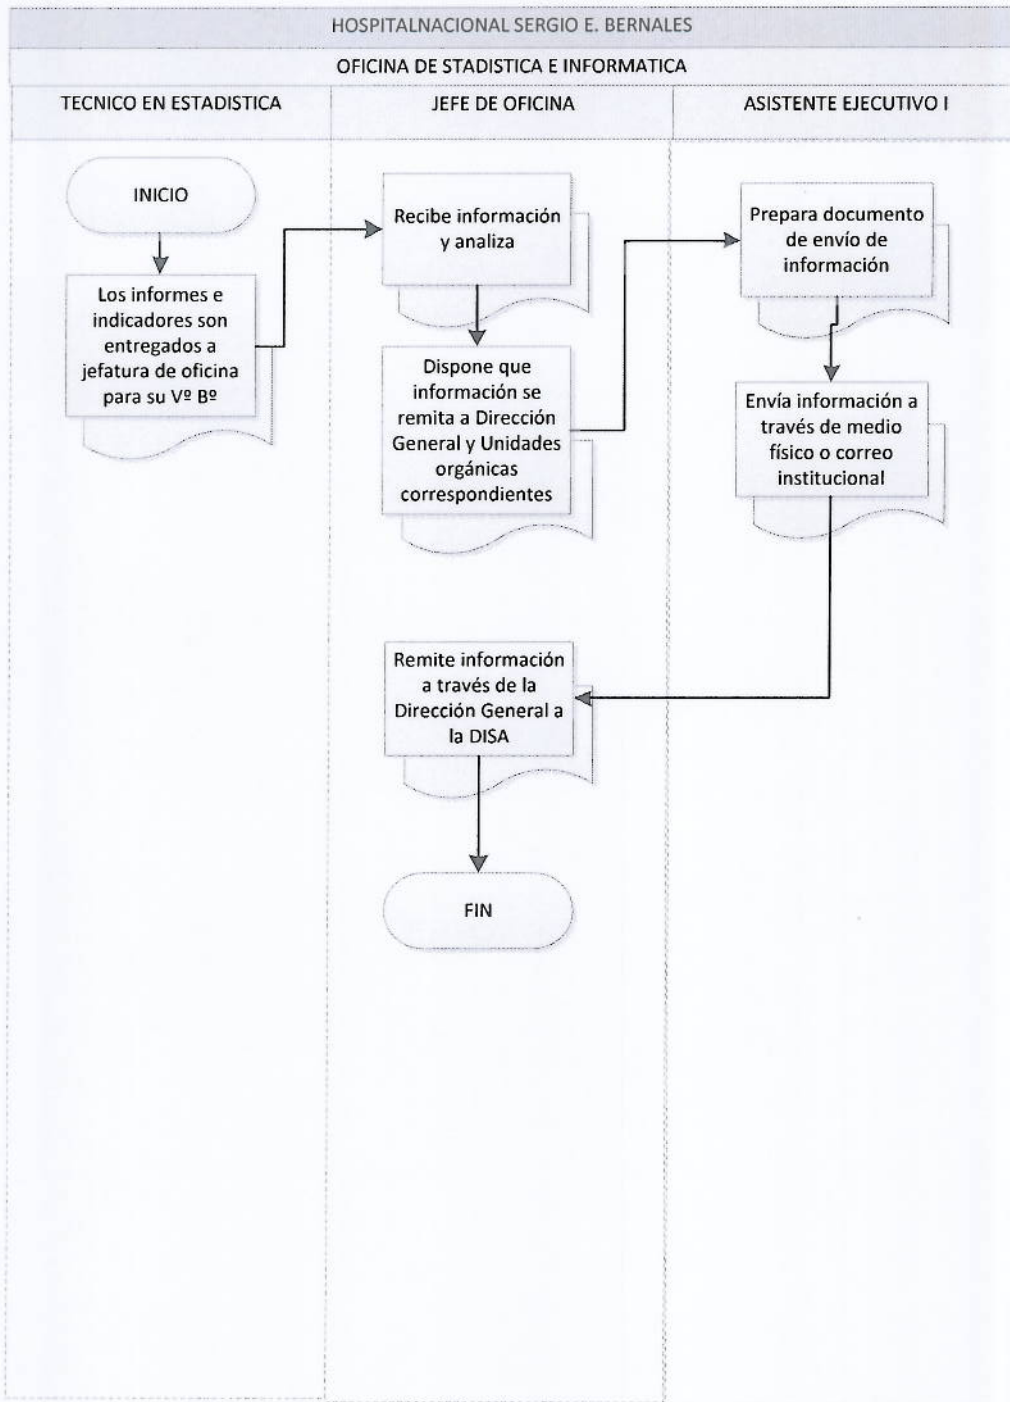 HOSPITALNACIONAL SERGIO E. BERNALES
OFICINA DE STADISTICA E INFORMATICA
TECNICO EN ESTADISTICA
JEFE DE OFICINA
ASISTENTE EJECUTIVO I
INICIO
Los informes e
indicadores son
entregados a
jefatura de oficina
para su Vº Bº
Recibe información
y analiza
Dispone que
información se
remita a Dirección
General y Unidades
orgánicas
correspondientes
Prepara documento
de envío de
información
Envía información a
través de medio
físico o correo
institucional
Remite información
a través de la
Dirección General a
la DISA
FIN